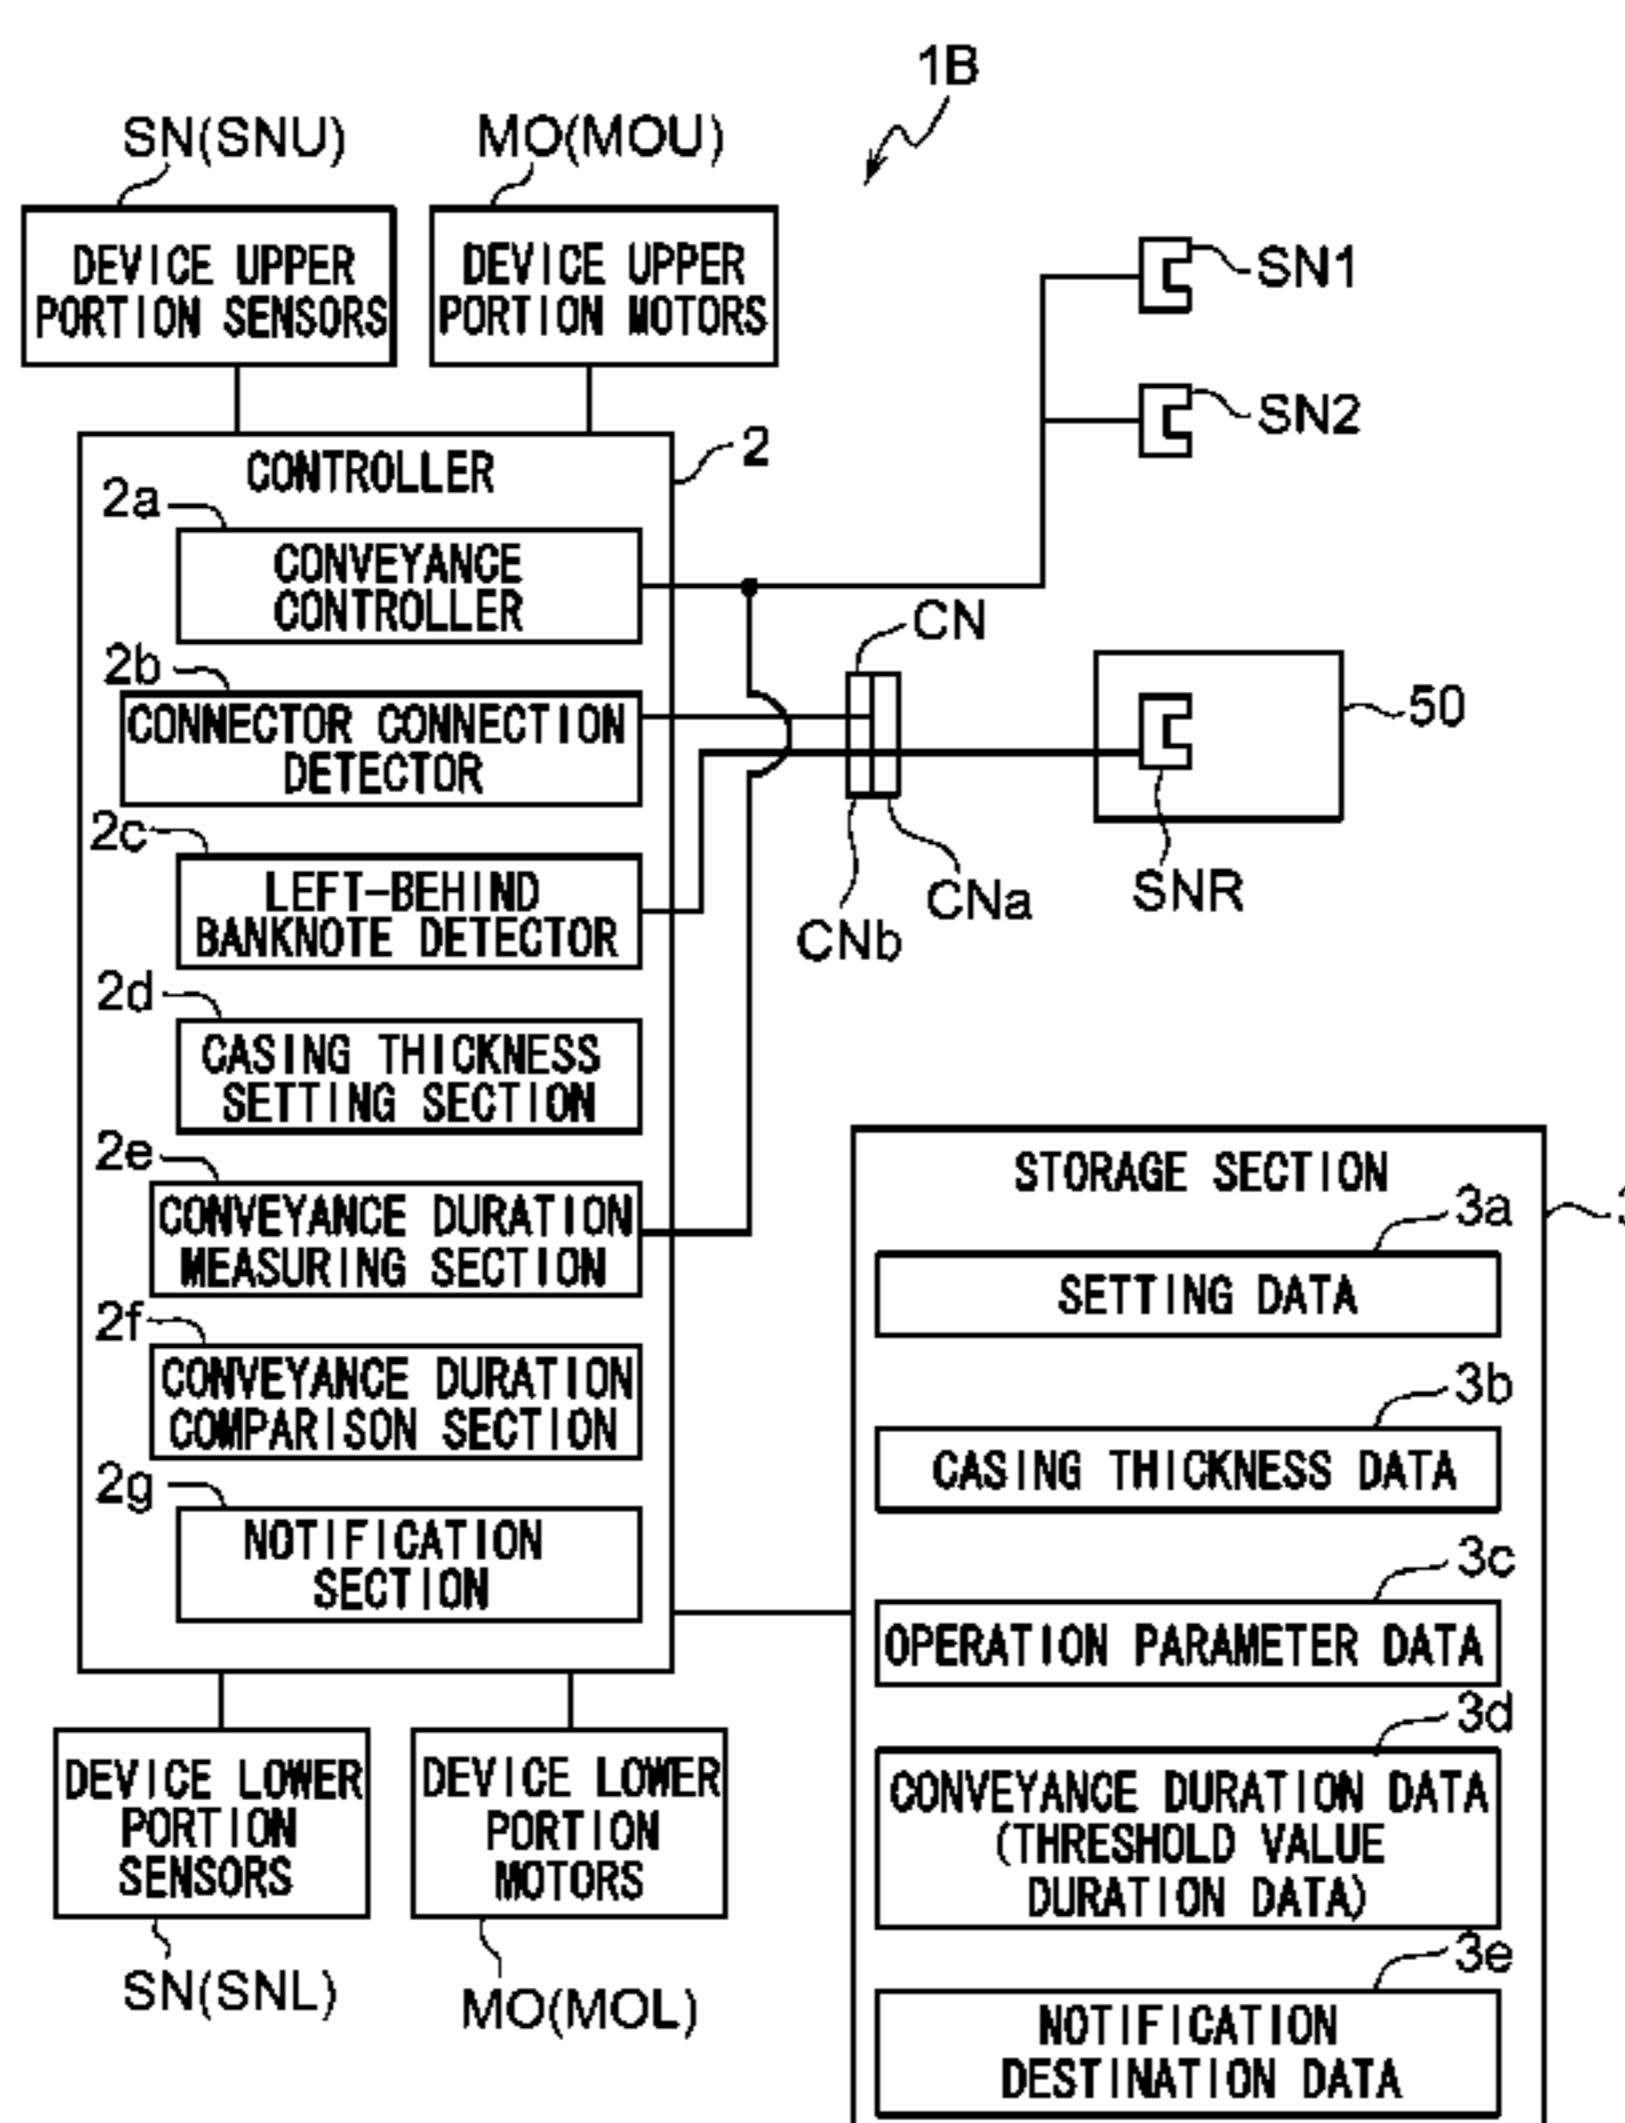 1B
SN(SNU)
MO(MOU)
DEVICE UPPER
PORTION SENSORS
DEVICE UPPER
PORTION MOTORS
SN1
SN2
2
CONTROLLER
2a
CONVEYANCE
CONTROLLER
CN
2b
CONNECTOR CONNECTION
DETECTOR
50
2c
LEFT-BEHIND
BANKNOTE DETECTOR
CNa
SNR
CNb
2d
CASING THICKNESS
SETTING SECTION
2e
CONVEYANCE DURATION
MEASURING SECTION
2f
CONVEYANCE DURATION
COMPARISON SECTION
2g
NOTIFICATION
SECTION
STORAGE SECTION
3a
SETTING DATA
3b
CASING THICKNESS DATA
3c
OPERATION PARAMETER DATA
3d
CONVEYANCE DURATION DATA
(THRESHOLD VALUE
DURATION DATA)
3e
NOTIFICATION
DESTINATION DATA
DEVICE LOWER
PORTION
SENSORS
DEVICE LOWER
PORTION
MOTORS
SN(SNL)
MO(MOL)